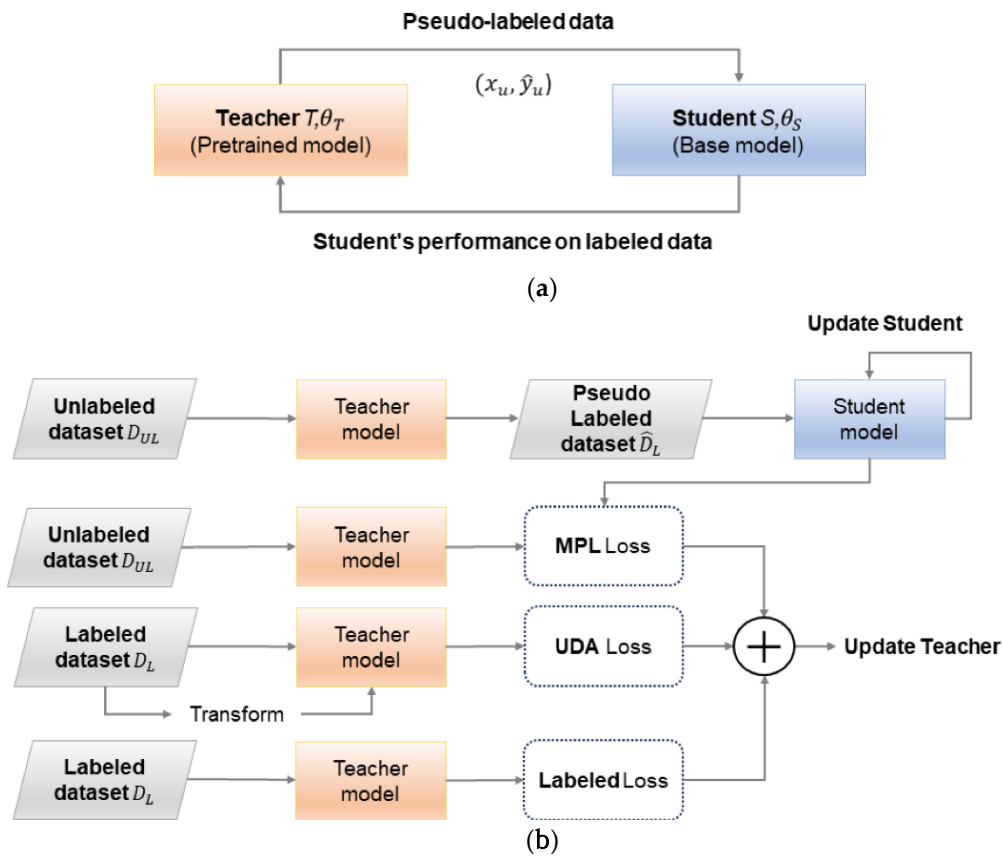 Pseudo-labeled data
(x_u, ŷ_u)
Teacher T,θ_T
(Pretrained model)
Student S,θ_S
(Base model)
Student's performance on labeled data
(a)
Update Student
Unlabeled
dataset D_UL
Teacher
model
Pseudo
Labeled
dataset D̂_L
Student
model
Unlabeled
dataset D_UL
Teacher
model
MPL Loss
Labeled
dataset D_L
Teacher
model
UDA Loss
+
Update Teacher
Transform
Labeled
dataset D_L
Teacher
model
Labeled Loss
(b)